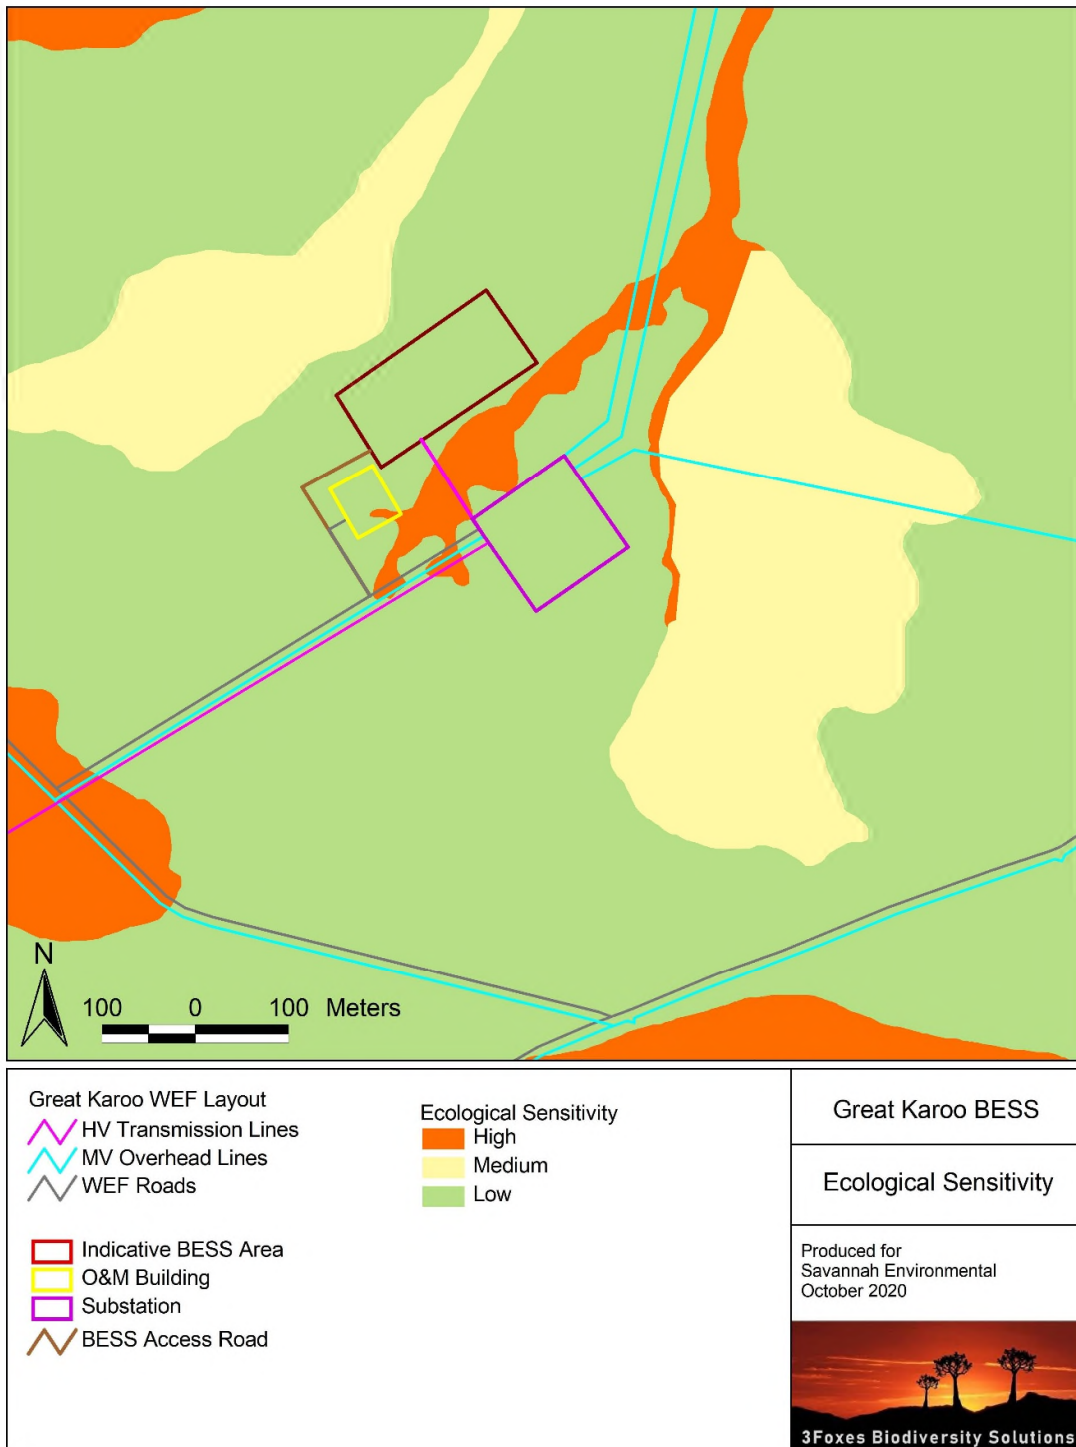 N
100 0 100 Meters
Great Karoo WEF Layout
HV Transmission Lines
MV Overhead Lines
WEF Roads
Indicative BESS Area
O&M Building
Substation
BESS Access Road
Ecological Sensitivity
High
Medium
Low
Great Karoo BESS
Ecological Sensitivity
Produced for
Savannah Environmental
October 2020
3Foxes Biodiversity Solutions